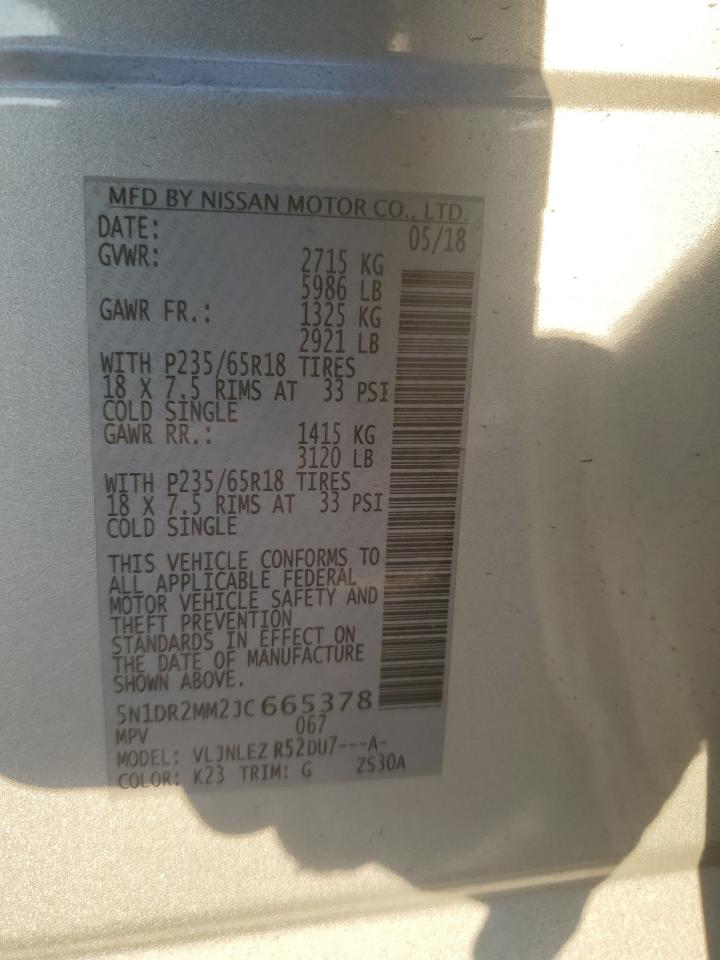 MFD BY NISSAN MOTOR CO., LTD.
DATE: 05/18
GVWR: 2715 KG
5986 LB
GAWR FR.: 1325 KG
2921 LB
WITH P235/65R18 TIRES
18 X 7.5 RIMS AT 33 PSI
COLD SINGLE
GAWR RR.: 1415 KG
3120 LB
WITH P235/65R18 TIRES
18 X 7.5 RIMS AT 33 PSI
COLD SINGLE
THIS VEHICLE CONFORMS TO
ALL APPLICABLE FEDERAL
MOTOR VEHICLE SAFETY AND
THEFT PREVENTION
STANDARDS IN EFFECT ON
THE DATE OF MANUFACTURE
SHOWN ABOVE.
5N1DR2MM2JC665378
MPV 067
MODEL: VLJNLEZ R52DU7---A-
COLOR: K23 TRIM: G ZS30A